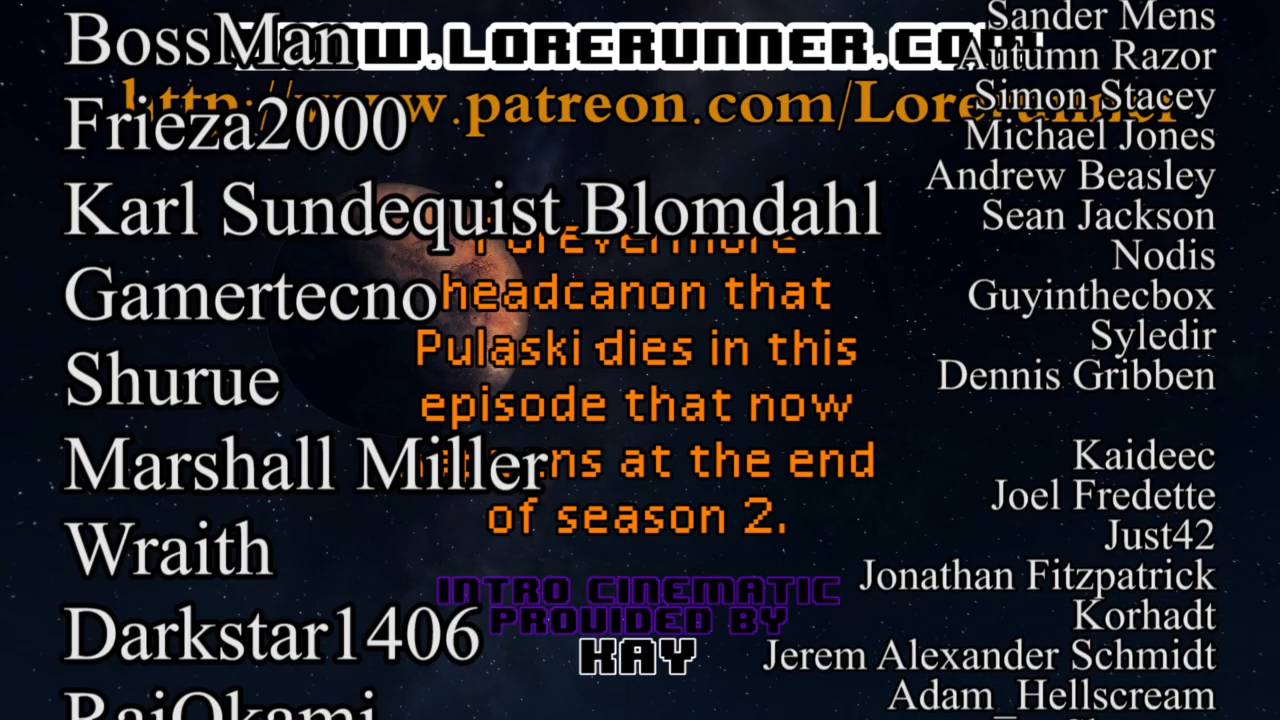 BossMan
Frieza2000
Karl Sundequist Blomdahl
Gamertecno
Shurue
Marshall Miller
Wraith
Darkstar1406
RaiOkami
WWW.LORERUNNER.COM
http://www.patreon.com/Lorerunner
Forevermore
headcanon that
Pulaski dies in this
episode that now
happens at the end
of season 2.
INTRO CINEMATIC
PROVIDED BY
KAY
Sander Mens
Autumn Razor
Simon Stacey
Michael Jones
Andrew Beasley
Sean Jackson
Nodis
Guyinthecbox
Syledir
Dennis Gribben
Kaideec
Joel Fredette
Just42
Jonathan Fitzpatrick
Korhadt
Jerem Alexander Schmidt
Adam_Hellscream